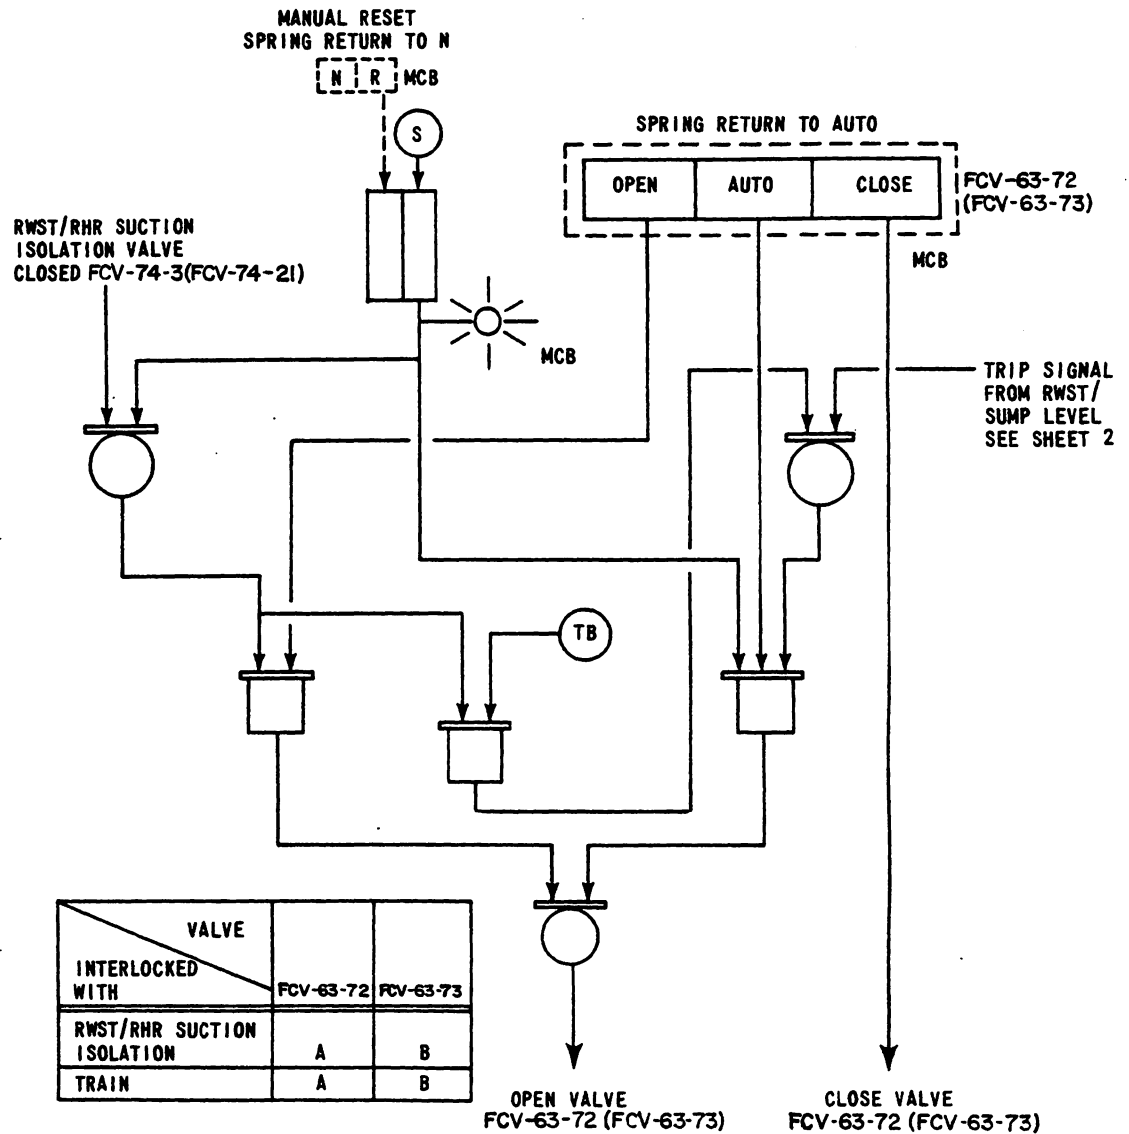 MANUAL RESET
SPRING RETURN TO N
N R MCB
S
SPRING RETURN TO AUTO
OPEN AUTO CLOSE
FCV-63-72
(FCV-63-73)
MCB
RWST/RHR SUCTION
ISOLATION VALVE
CLOSED FCV-74-3(FCV-74-21)
MCB
TRIP SIGNAL
FROM RWST/
SUMP LEVEL
SEE SHEET 2
TB
VALVE
INTERLOCKED
WITH
FCV-63-72 FCV-63-73
RWST/RHR SUCTION
ISOLATION A B
TRAIN A B
OPEN VALVE
FCV-63-72 (FCV-63-73)
CLOSE VALVE
FCV-63-72 (FCV-63-73)